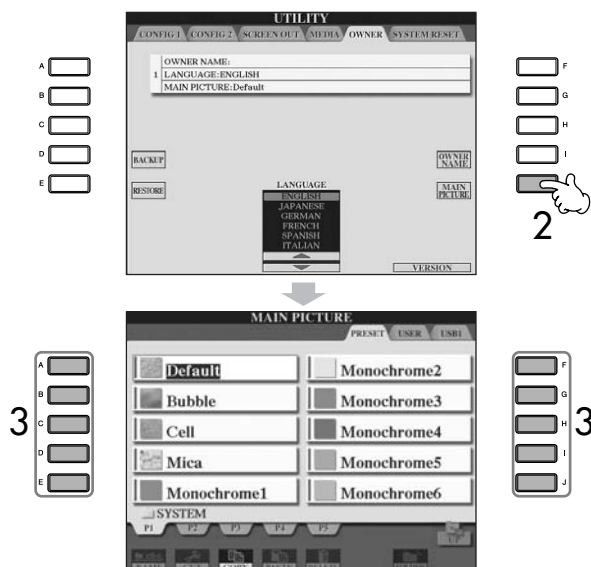 UTILITY
CONFIG 1 CONFIG 2 SCREEN OUT MEDIA OWNER SYSTEM RESET
OWNER NAME:
1 LANGUAGE:ENGLISH
MAIN PICTURE:Default
A
B
C
D
E
F
G
H
I
BACKUP
OWNER NAME
RESTORE
MAIN PICTURE
LANGUAGE
ENGLISH
JAPANESE
GERMAN
FRENCH
SPANISH
ITALIAN
VERSION
2
MAIN PICTURE
PRESET USER USB1
Default
Bubble
Cell
Mica
Monochrome1
Monochrome2
Monochrome3
Monochrome4
Monochrome5
Monochrome6
SYSTEM
P1 P2 P3 P4 P5
UP
COPY
3
A
B
C
D
E
F
G
H
I
J
3